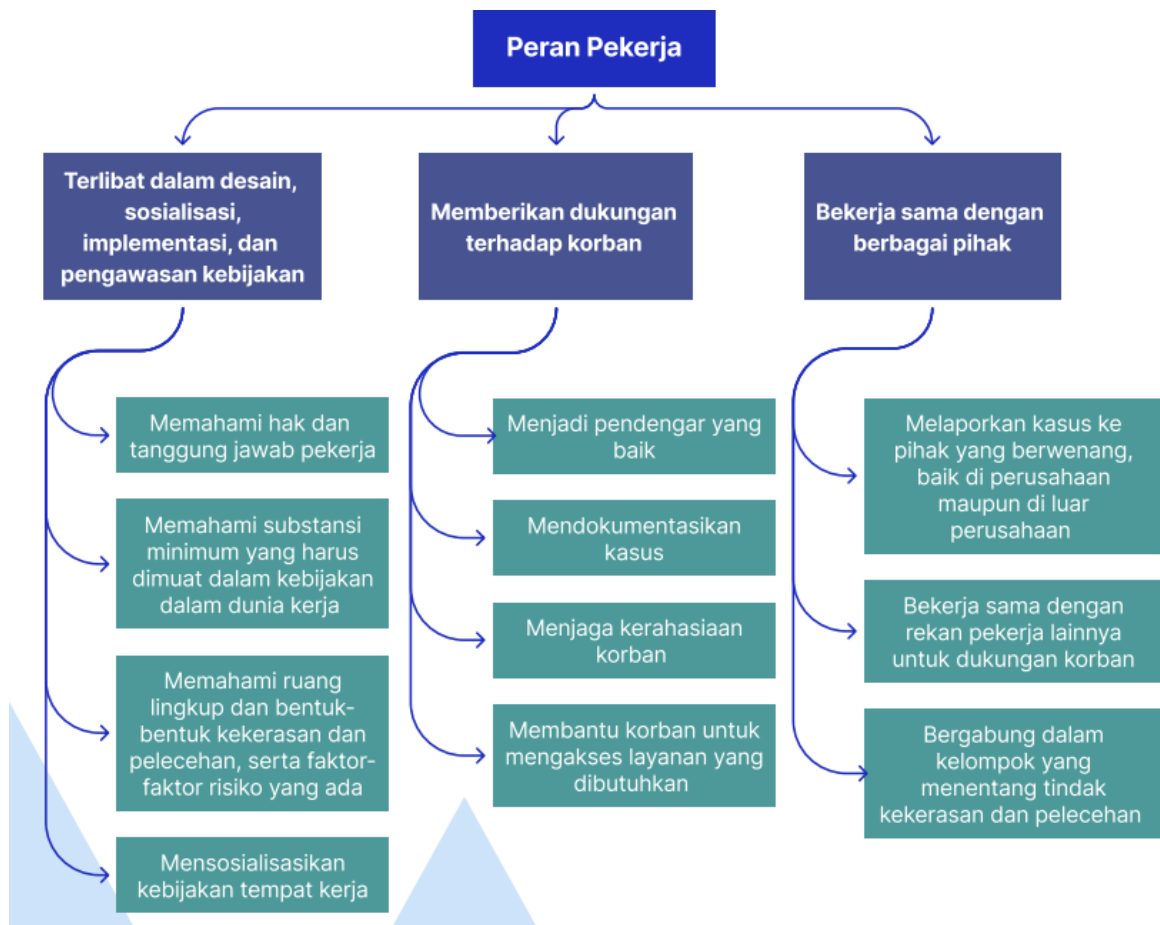 Peran Pekerja
Terlibat dalam desain,
sosialisasi,
implementasi, dan
pengawasan kebijakan
Memahami hak dan
tanggung jawab pekerja
Memahami substansi
minimum yang harus
dimuat dalam kebijakan
dalam dunia kerja
Memahami ruang
lingkup dan bentuk-
bentuk kekerasan dan
pelecehan, serta faktor-
faktor risiko yang ada
Mensosialisasikan
kebijakan tempat kerja
Memberikan dukungan
terhadap korban
Menjadi pendengar yang
baik
Mendokumentasikan
kasus
Menjaga kerahasiaan
korban
Membantu korban untuk
mengakses layanan yang
dibutuhkan
Bekerja sama dengan
berbagai pihak
Melaporkan kasus ke
pihak yang berwenang,
baik di perusahaan
maupun di luar
perusahaan
Bekerja sama dengan
rekan pekerja lainnya
untuk dukungan korban
Bergabung dalam
kelompok yang
menentang tindak
kekerasan dan pelecehan